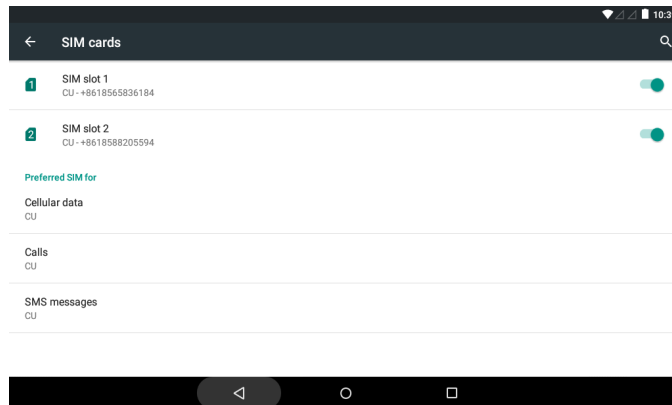 10:3
SIM cards
1
SIM slot 1
CU - +8618565836184
2
SIM slot 2
CU - +8618588205594
Preferred SIM for
Cellular data
CU
Calls
CU
SMS messages
CU